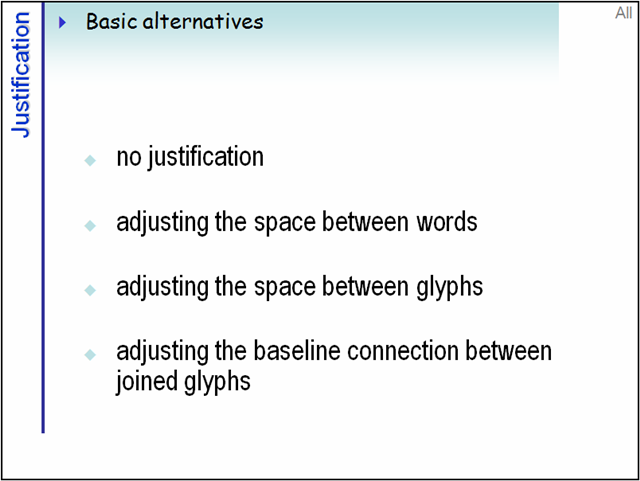 Justification
Basic alternatives
All
no justification
adjusting the space between words
adjusting the space between glyphs
adjusting the baseline connection between
joined glyphs